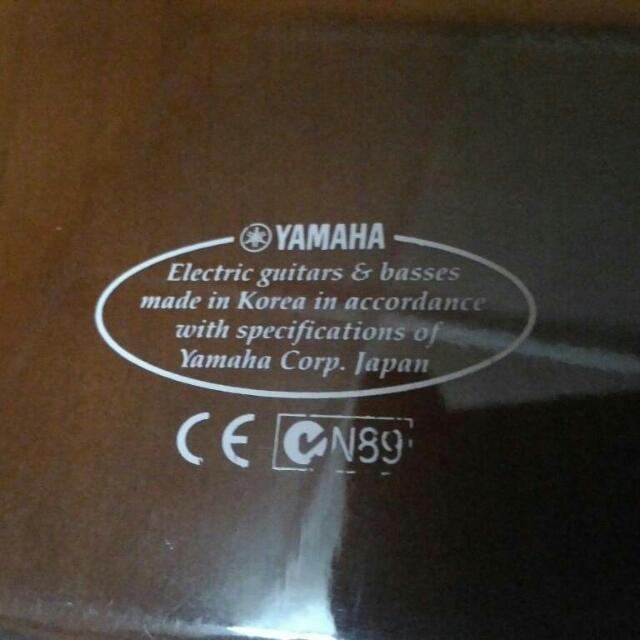 YAMAHA
Electric guitars & basses
made in Korea in accordance
with specifications of
Yamaha Corp. Japan
CE N89